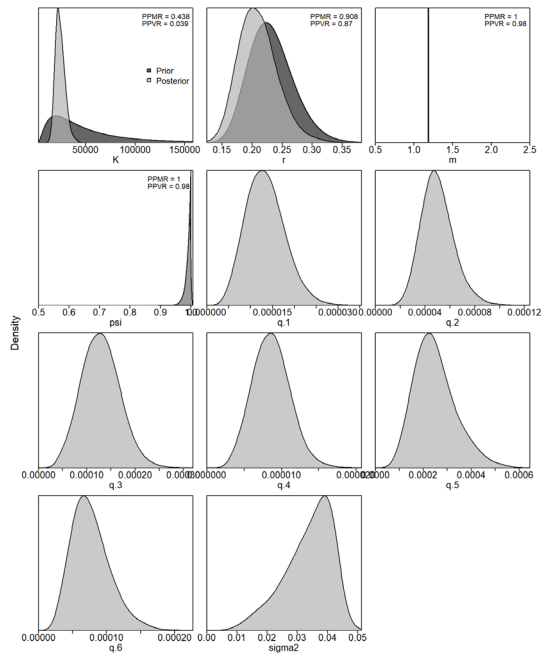 PPMR = 0.438
PPVR = 0.039
Prior
Posterior
50000 100000 150000
K
PPMR = 0.908
PPVR = 0.87
0.15 0.20 0.25 0.30 0.35
r
PPMR = 1
PPVR = 0.98
0.5 1.0 1.5 2.0 2.5
m
Density
PPMR = 1
PPVR = 0.98
0.5 0.6 0.7 0.8 0.9
psi
0.000015 0.000030
q.1
0.00000 0.00004 0.00008 0.00012
q.2
0.00000 0.00010 0.00020
q.3
0.00010
q.4
0.0000 0.0002 0.0004 0.0006
q.5
0.00000 0.00010 0.00020
q.6
0.00 0.01 0.02 0.03 0.04 0.05
sigma2